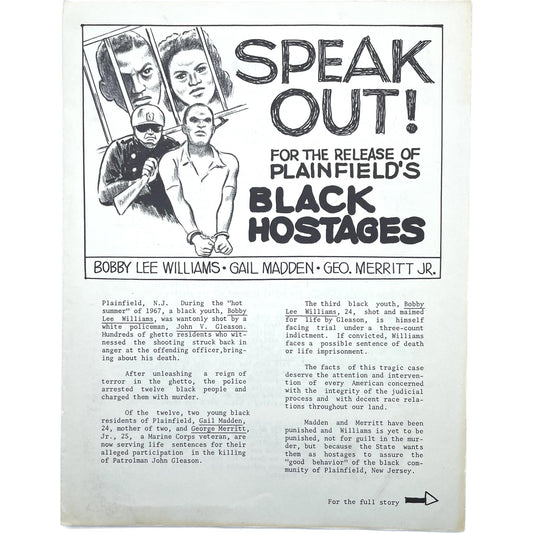 SPEAK
OUT!
FOR THE RELEASE OF
PLAINFIELD'S
BLACK
HOSTAGES
BOBBY LEE WILLIAMS • GAIL MADDEN • GEO. MERRITT JR.
Plainfield, N.J. During the "hot
summer" of 1967, a black youth, Bobby
Lee Williams, was wantonly shot by a
white policeman, John V. Gleason.
Hundreds of ghetto residents who wit-
nessed the shooting struck back in
anger at the offending officer,bring-
ing about his death.
After unleashing a reign of
terror in the ghetto, the police
arrested twelve black people and
charged them with murder.
Of the twelve, two young black
residents of Plainfield, Gail Madden,
24, mother of two, and George Merritt,
Jr., 25, a Marine Corps veteran, are
now serving life sentences for their
alleged participation in the killing
of Patrolman John Gleason.
The third black youth, Bobby
Lee Williams, 24, shot and maimed
for life by Gleason, is himself
facing trial under a three-count
indictment. If convicted, Williams
faces a possible sentence of death
or life imprisonment.
The facts of this tragic case
deserve the attention and interven-
tion of every American concerned
with the integrity of the judicial
process and with decent race rela-
tions throughout our land.
Madden and Merritt have been
punished and Williams is yet to be
punished, not for guilt in the mur-
der, but because the State wants
them as hostages to assure the
"good behavior" of the black com-
munity of Plainfield, New Jersey.
For the full story